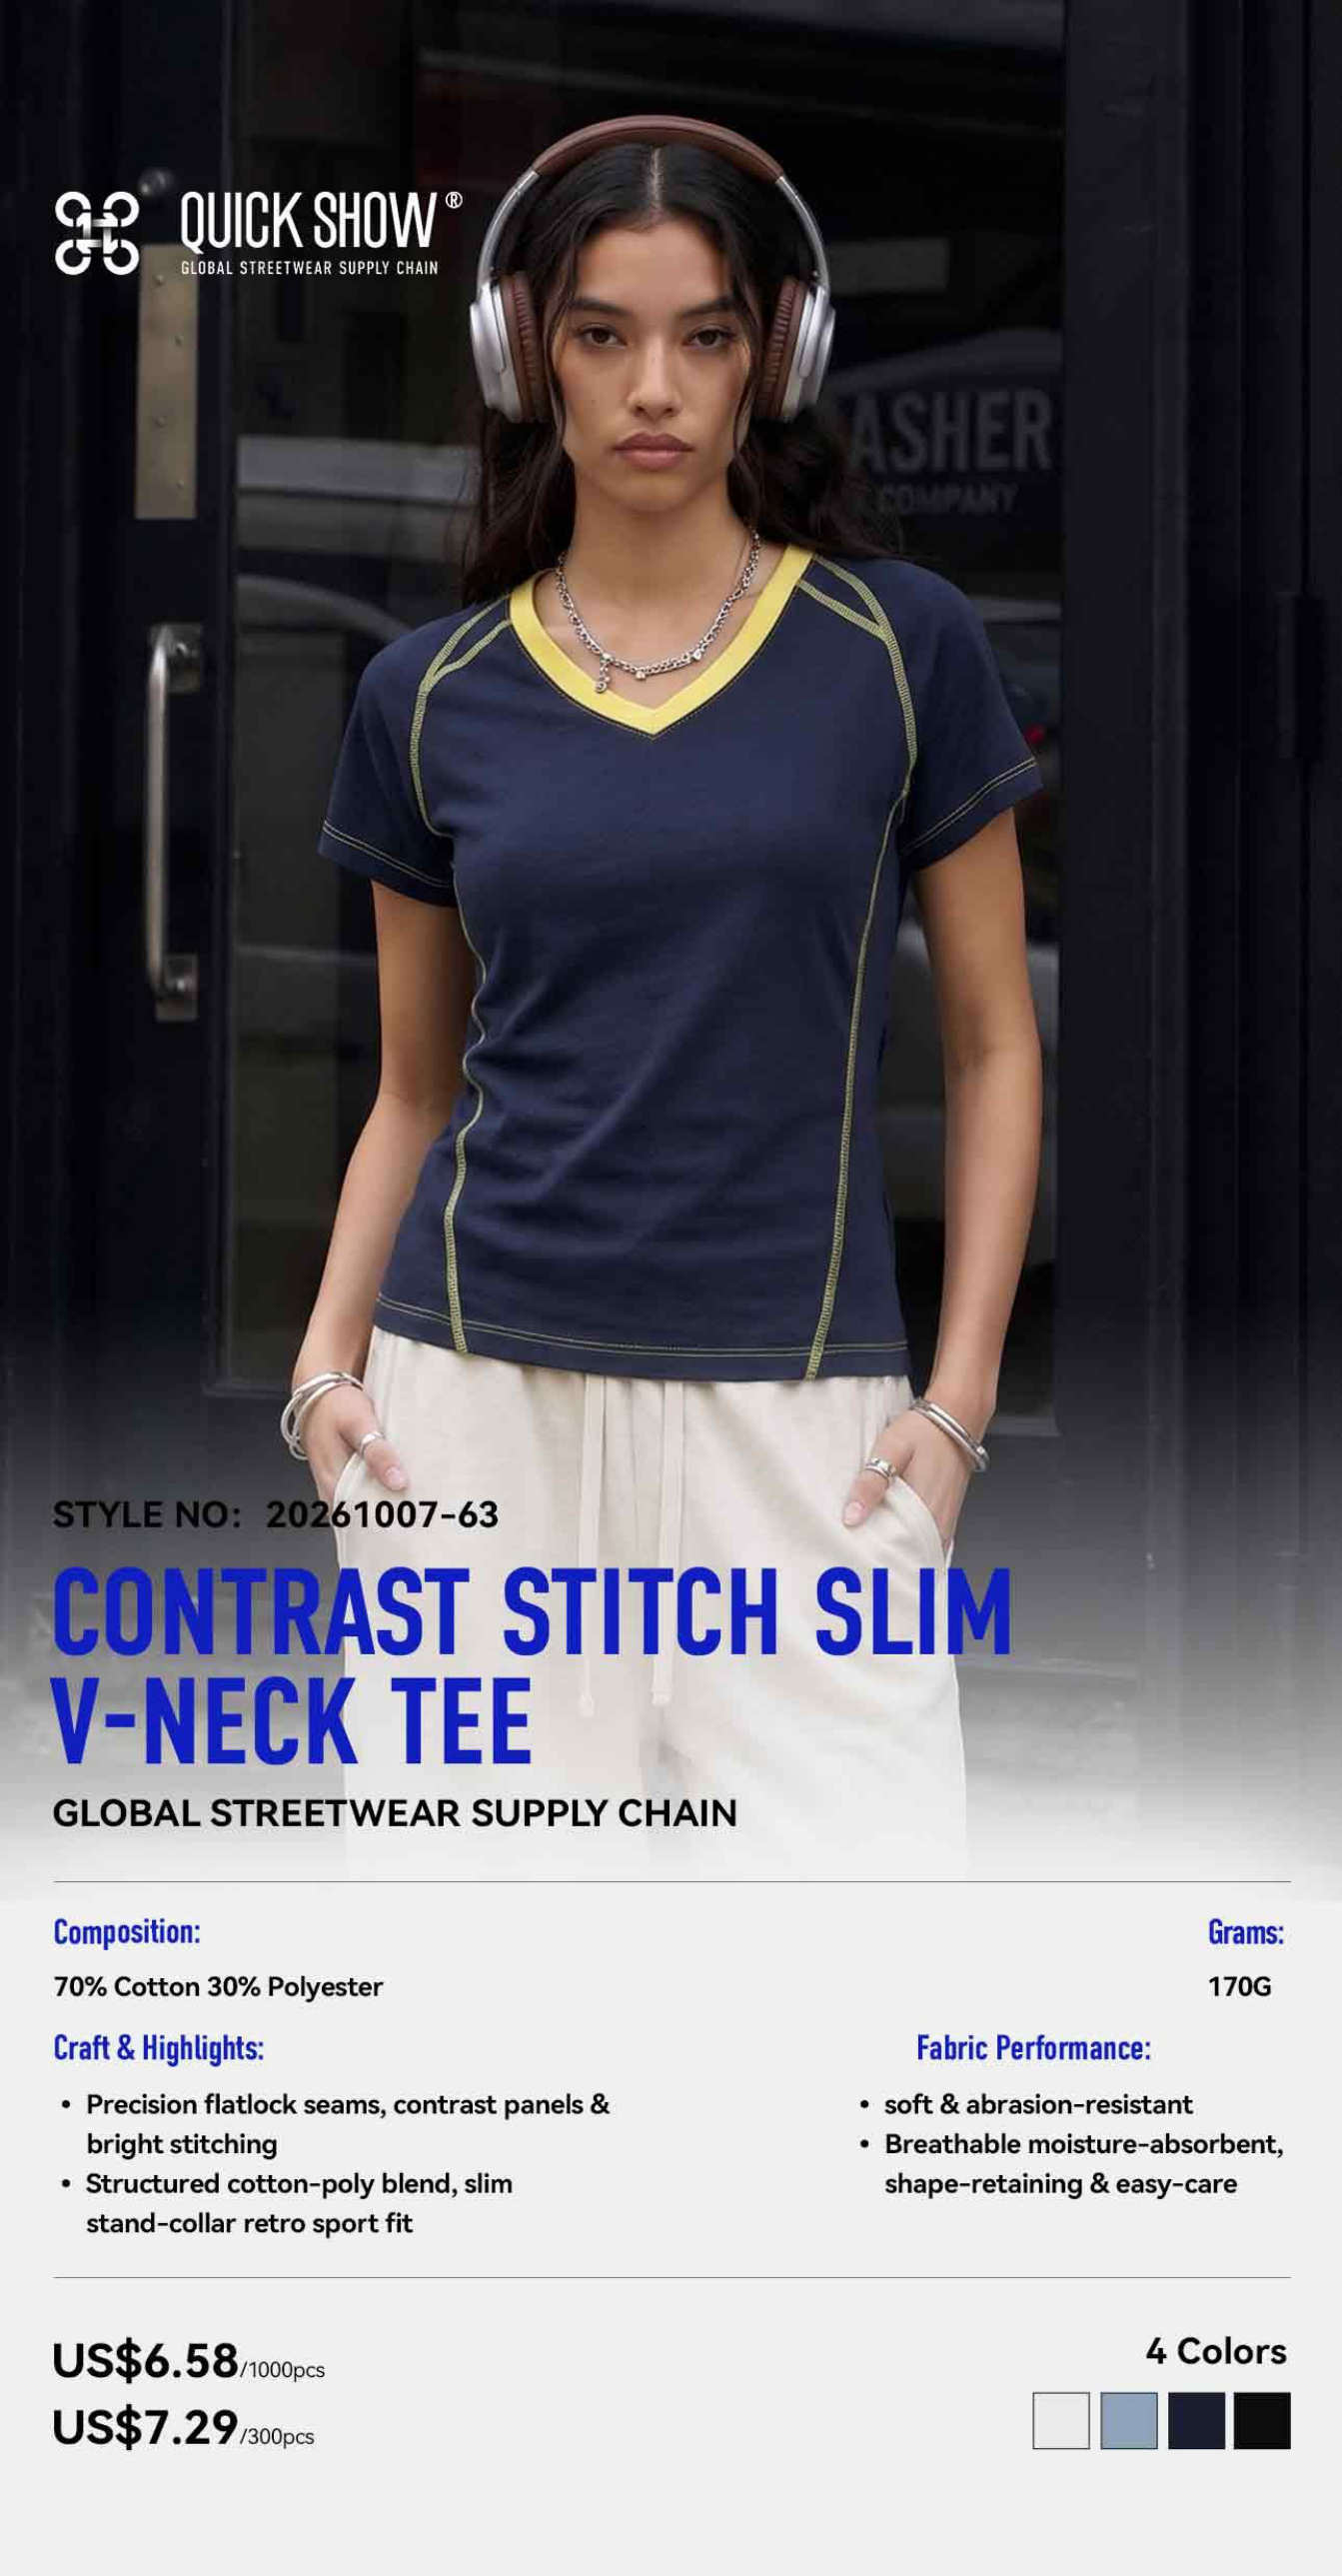 QUICK SHOW®
GLOBAL STREETWEAR SUPPLY CHAIN
ASHER
COMPANY
STYLE NO: 20261007-63
CONTRAST STITCH SLIM
V-NECK TEE
GLOBAL STREETWEAR SUPPLY CHAIN
Composition:
70% Cotton 30% Polyester
Grams:
170G
Craft & Highlights:
• Precision flatlock seams, contrast panels &
bright stitching
• Structured cotton-poly blend, slim
stand-collar retro sport fit
Fabric Performance:
• soft & abrasion-resistant
• Breathable moisture-absorbent,
shape-retaining & easy-care
US$6.58/1000pcs
US$7.29/300pcs
4 Colors